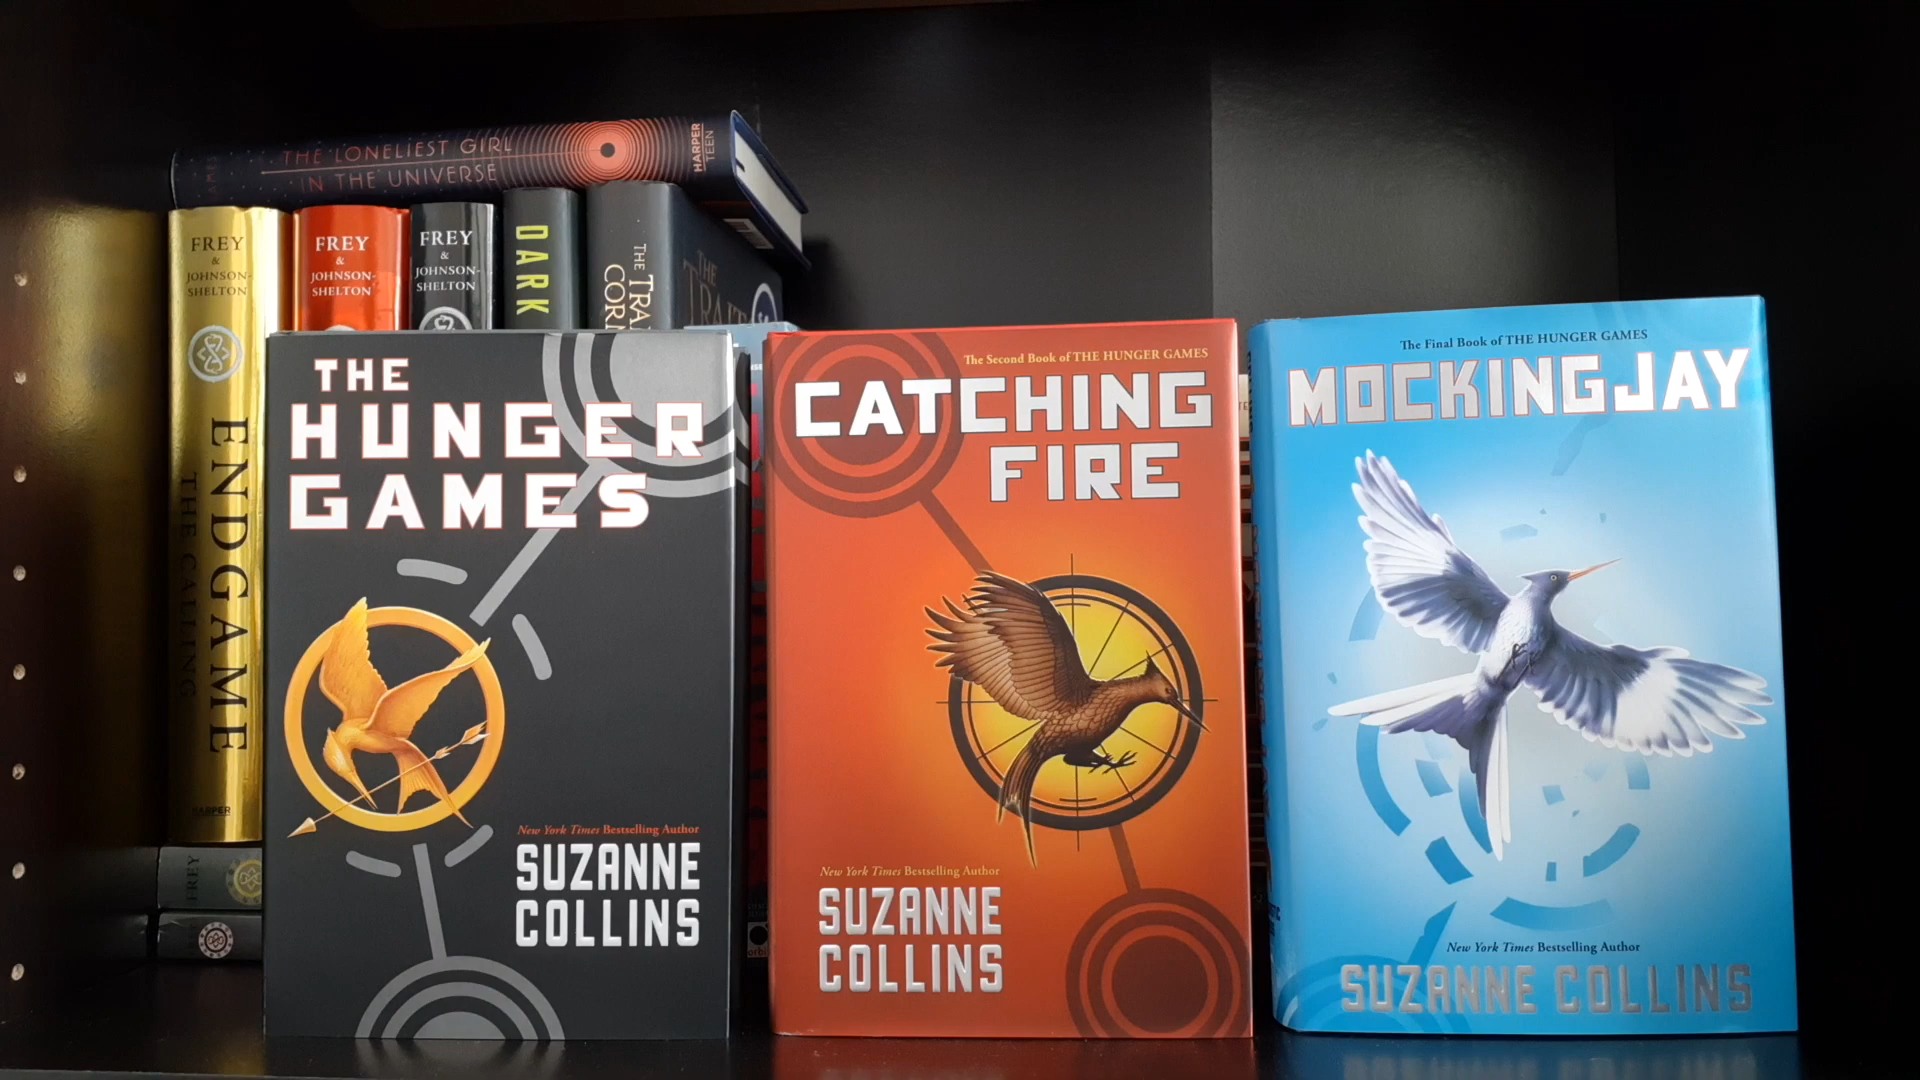 THE LONELIEST GIRL
IN THE UNIVERSE
HARPER
TEEN
FREY
&
JOHNSON-
SHELTON
ENDGAME
THE CALLING
HARPER
FREY
&
JOHNSON-
SHELTON
FREY
&
JOHNSON-
SHELTON
DARK
THE
FREY
THE
HUNGER
GAMES
New York Times Bestselling Author
SUZANNE
COLLINS
The Second Book of THE HUNGER GAMES
CATCHING
FIRE
New York Times Bestselling Author
SUZANNE
COLLINS
The Final Book of THE HUNGER GAMES
MOCKINGJAY
New York Times Bestselling Author
SUZANNE COLLINS